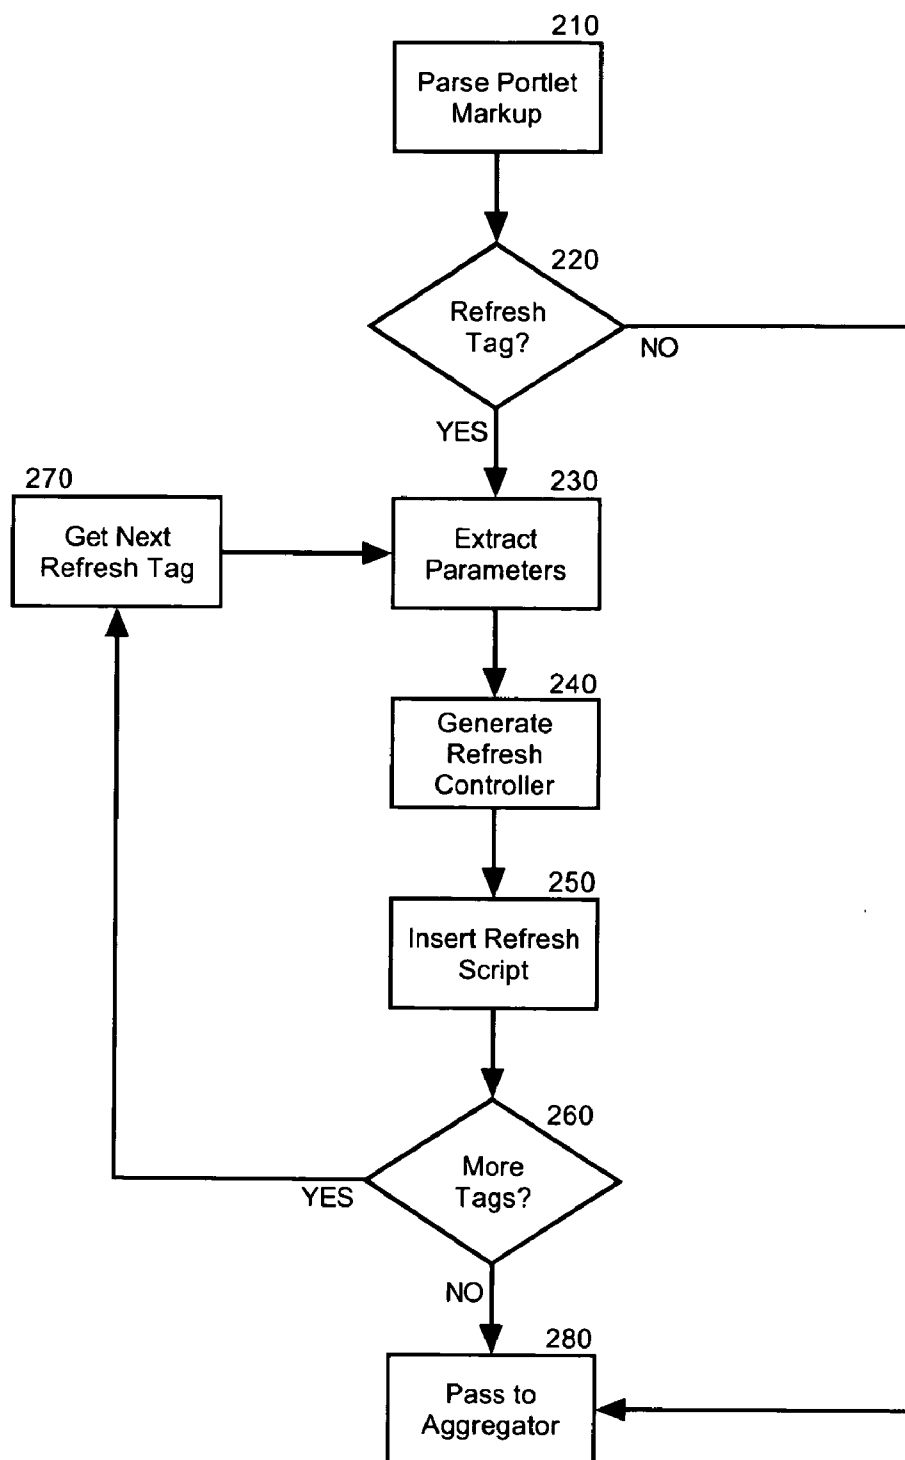 210
Parse Portlet
Markup
220
Refresh
Tag?
NO
YES
270
230
Get Next
Refresh Tag
Extract
Parameters
240
Generate
Refresh
Controller
250
Insert Refresh
Script
260
More
Tags?
YES
NO
280
Pass to
Aggregator